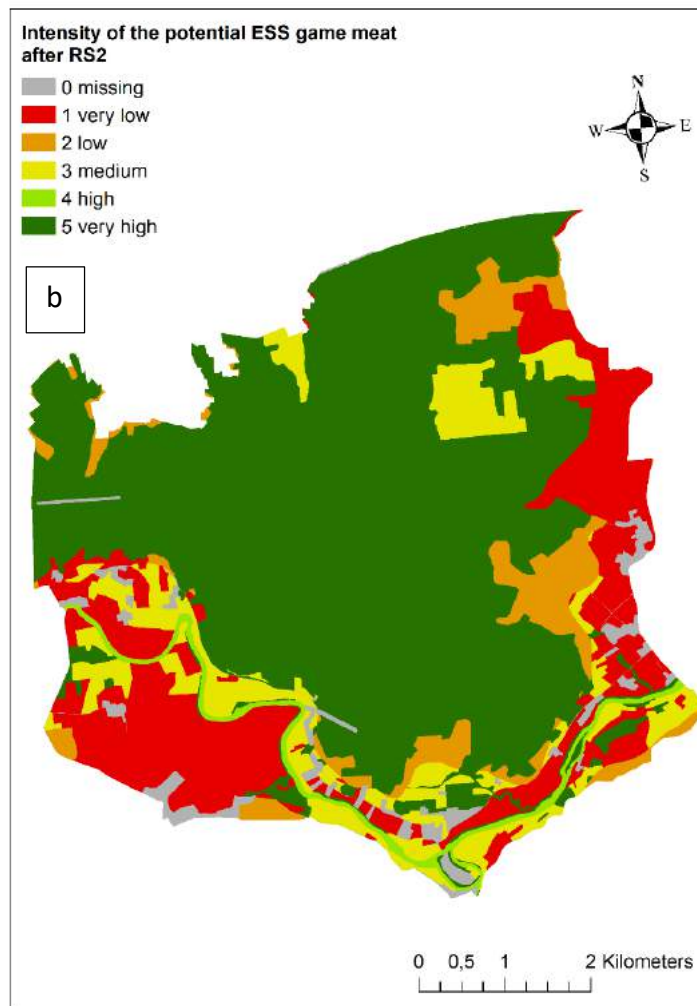 Intensity of the potential ESS game meat
after RS2
0 missing
1 very low
2 low
3 medium
4 high
5 very high
N
W E
S
b
0 0,5 1 2 Kilometers